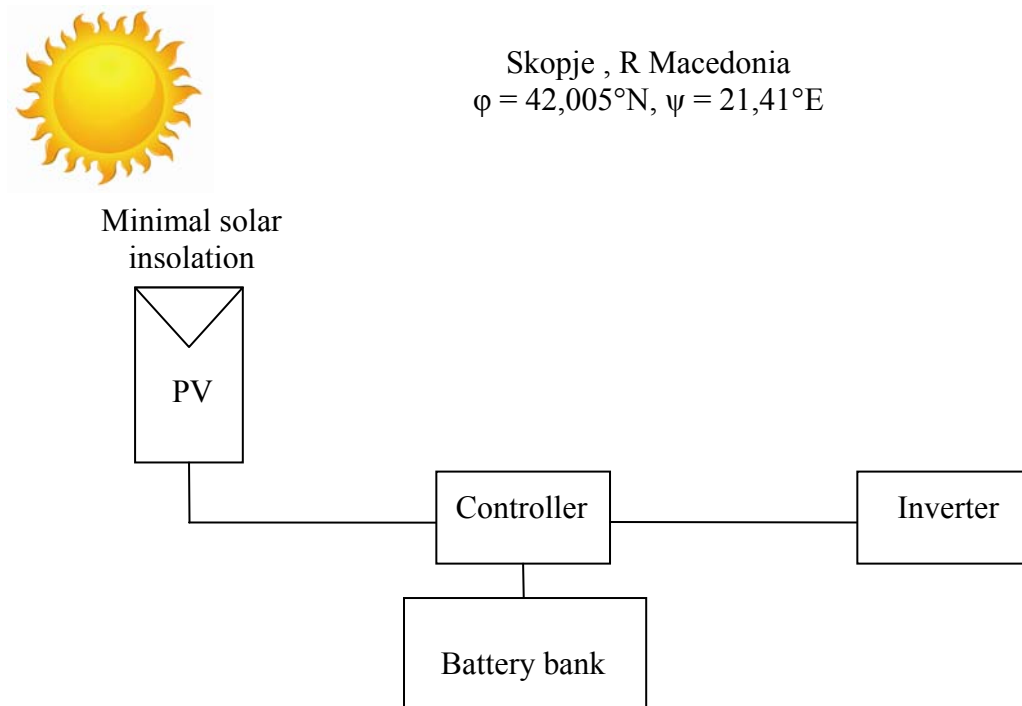 Skopje , R Macedonia
φ = 42,005°N, ψ = 21,41°E
Minimal solar
insolation
PV
Controller
Inverter
Battery bank